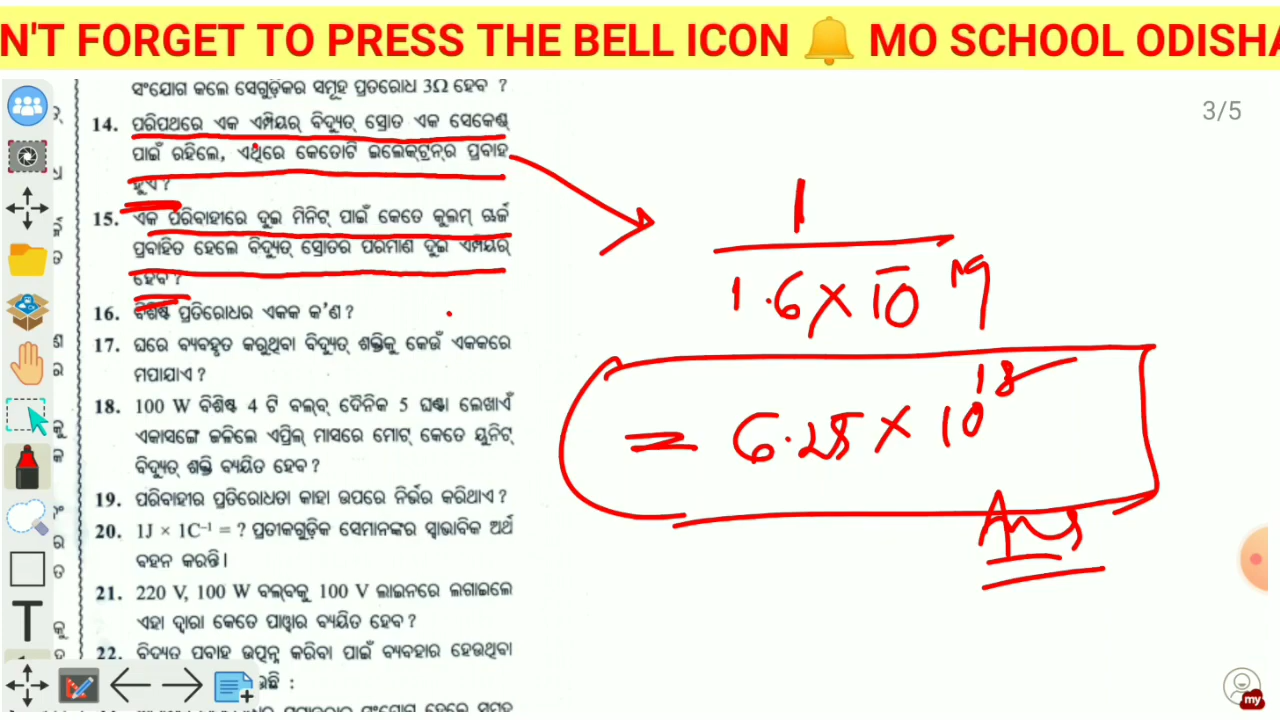 N'T FORGET TO PRESS THE BELL ICON 🔔 MO SCHOOL ODISHA
3/5
ସଂଯୋଗ କଲେ ସେଗୁଡ଼ିକର ସମୂହ ପ୍ରତିରୋଧ 3Ω ହେବ ?
14. ପରିପଥରେ ଏକ ଏମ୍ପିୟର୍ ବିଦ୍ୟୁତ୍ ସ୍ରୋତ ଏକ ସେକେଣ୍ଡ
ପାଇଁ ରହିଲେ, ଏଥିରେ କେତୋଟି ଇଲେକ୍ଟ୍ରନ୍‌ର ପ୍ରବାହ
ହୁଏ ?
15. ଏକ ପରିବାହୀରେ ଦୁଇ ମିନିଟ୍ ପାଇଁ କେତେ କୁଲମ୍ ଚାର୍ଜ
ପ୍ରବାହିତ ହେଲେ ବିଦ୍ୟୁତ୍ ସ୍ରୋତର ପରିମାଣ ଦୁଇ ଏମ୍ପିୟର୍
ହେବ ?
16. ବିଶିଷ୍ଟ ପ୍ରତିରୋଧର ଏକକ କ'ଣ ?
17. ଘରେ ବ୍ୟବହୃତ କରୁଥିବା ବିଦ୍ୟୁତ୍ ଶକ୍ତିକୁ କେଉଁ ଏକକରେ
ମପାଯାଏ ?
18. 100 W ବିଶିଷ୍ଟ 4 ଟି ବଲ୍‌ବ୍ ଦୈନିକ 5 ଘଣ୍ଟା ଲେଖାଏଁ
ଏକାସଙ୍ଗେ ଜଳିଲେ ଏପ୍ରିଲ୍ ମାସରେ ମୋଟ୍ କେତେ ୟୁନିଟ୍
ବିଦ୍ୟୁତ୍ ଶକ୍ତି ବ୍ୟୟିତ ହେବ ?
19. ପରିବାହୀର ପ୍ରତିରୋଧତା କାହା ଉପରେ ନିର୍ଭର କରିଥାଏ ?
20. 1J × 1C⁻¹ = ? ପ୍ରତୀକଗୁଡ଼ିକ ସେମାନଙ୍କର ସ୍ୱାଭାବିକ ଅର୍ଥ
ବହନ କରନ୍ତି।
21. 220 V, 100 W ବଲ୍‌ବକୁ 100 V ଲାଇନରେ ଲଗାଇଲେ
ଏହା ଦ୍ୱାରା କେତେ ପାୱାର ବ୍ୟୟିତ ହେବ ?
22. ବିଦ୍ୟୁତ ପ୍ରବାହ ଉତ୍ପନ୍ନ କରିବା ପାଇଁ ବ୍ୟବହାର ହେଉଥିବା
1
1.6 × 10⁻¹⁹
= 6.25 × 10¹⁸
Ans
T
my